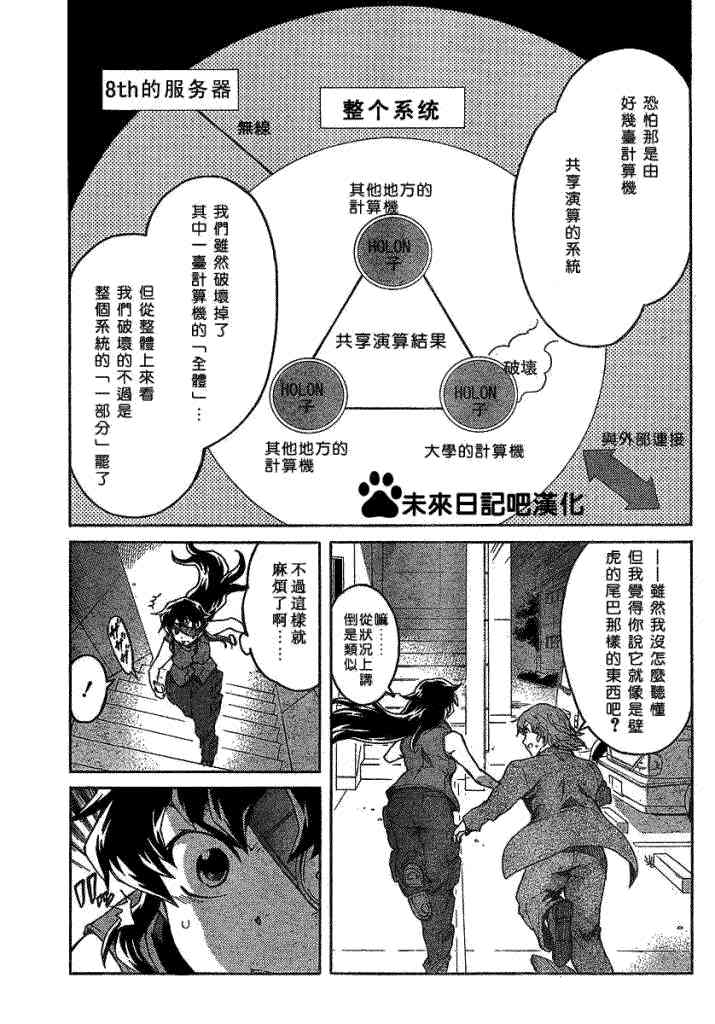 恐怕那是由
好幾臺計算機
共享演算的系統
8th的服务器
整个系统
無線
其他地方的
計算機
HOLON
子
共享演算結果
HOLON
子
HOLON
子
破壞
其他地方的
計算機
大學的計算機
與外部連接
我們雖然破壞掉了
其中一臺計算機的「全體」…
但從整體上來看
我們破壞的不過是
整個系統的「一部分」罷了
未來日記吧漢化
——雖然我沒怎麼聽懂
但我覺得你說它就像是壁
虎的尾巴那樣的東西吧？
嘛……
從狀況上講
倒是類似
不過這樣就
麻煩了啊……
！